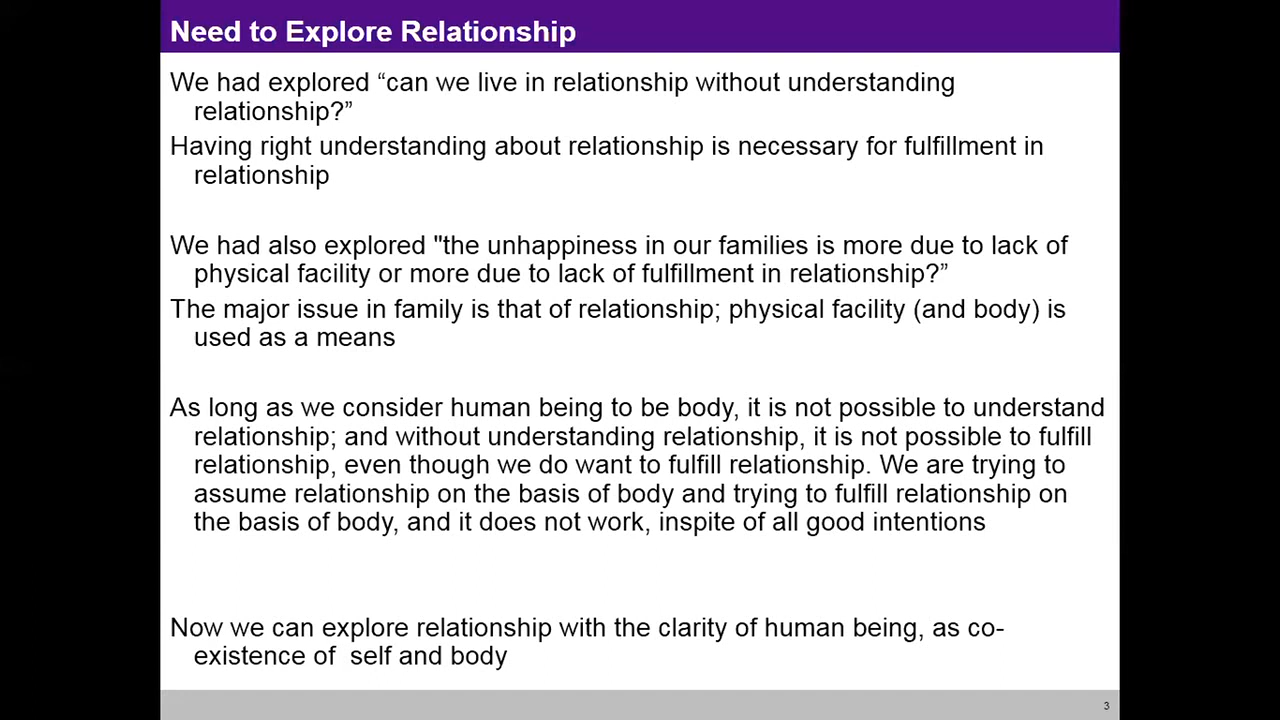 Need to Explore Relationship
We had explored “can we live in relationship without understanding
relationship?”
Having right understanding about relationship is necessary for fulfillment in
relationship
We had also explored "the unhappiness in our families is more due to lack of
physical facility or more due to lack of fulfillment in relationship?”
The major issue in family is that of relationship; physical facility (and body) is
used as a means
As long as we consider human being to be body, it is not possible to understand
relationship; and without understanding relationship, it is not possible to fulfill
relationship, even though we do want to fulfill relationship. We are trying to
assume relationship on the basis of body and trying to fulfill relationship on
the basis of body, and it does not work, inspite of all good intentions
Now we can explore relationship with the clarity of human being, as co-
existence of  self and body
3